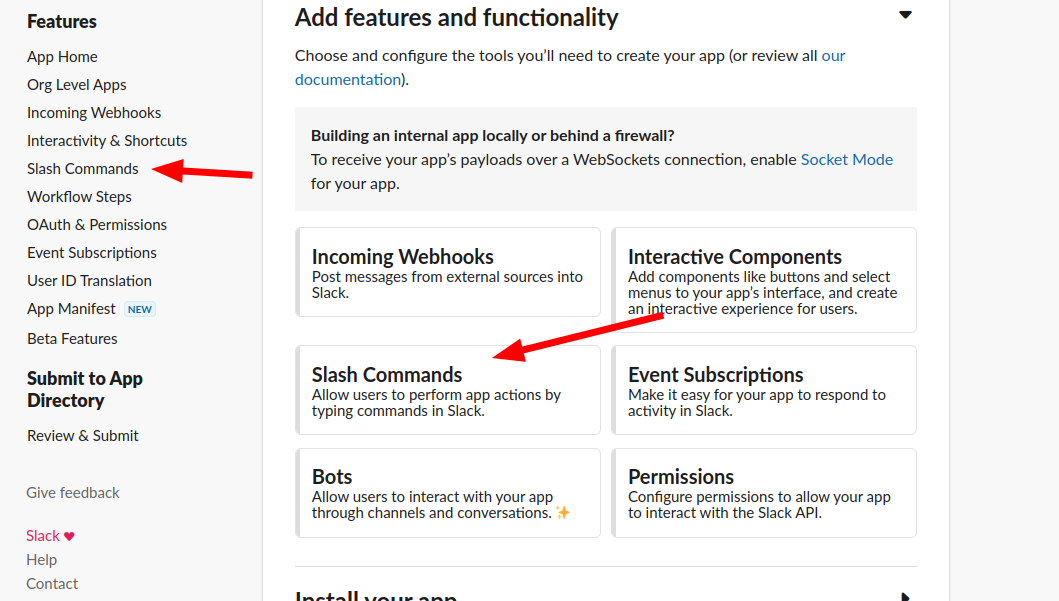 Features
App Home
Org Level Apps
Incoming Webhooks
Interactivity & Shortcuts
Slash Commands
Workflow Steps
OAuth & Permissions
Event Subscriptions
User ID Translation
App Manifest NEW
Beta Features
Submit to App
Directory
Review & Submit
Give feedback
Slack ♥
Help
Contact
Add features and functionality
Choose and configure the tools you’ll need to create your app (or review all our
documentation).
Building an internal app locally or behind a firewall?
To receive your app’s payloads over a WebSockets connection, enable Socket Mode
for your app.
Incoming Webhooks
Post messages from external sources into
Slack.
Interactive Components
Add components like buttons and select
menus to your app’s interface, and create
an interactive experience for users.
Slash Commands
Allow users to perform app actions by
typing commands in Slack.
Event Subscriptions
Make it easy for your app to respond to
activity in Slack.
Bots
Allow users to interact with your app
through channels and conversations. ✨
Permissions
Configure permissions to allow your app
to interact with the Slack API.
Install your app